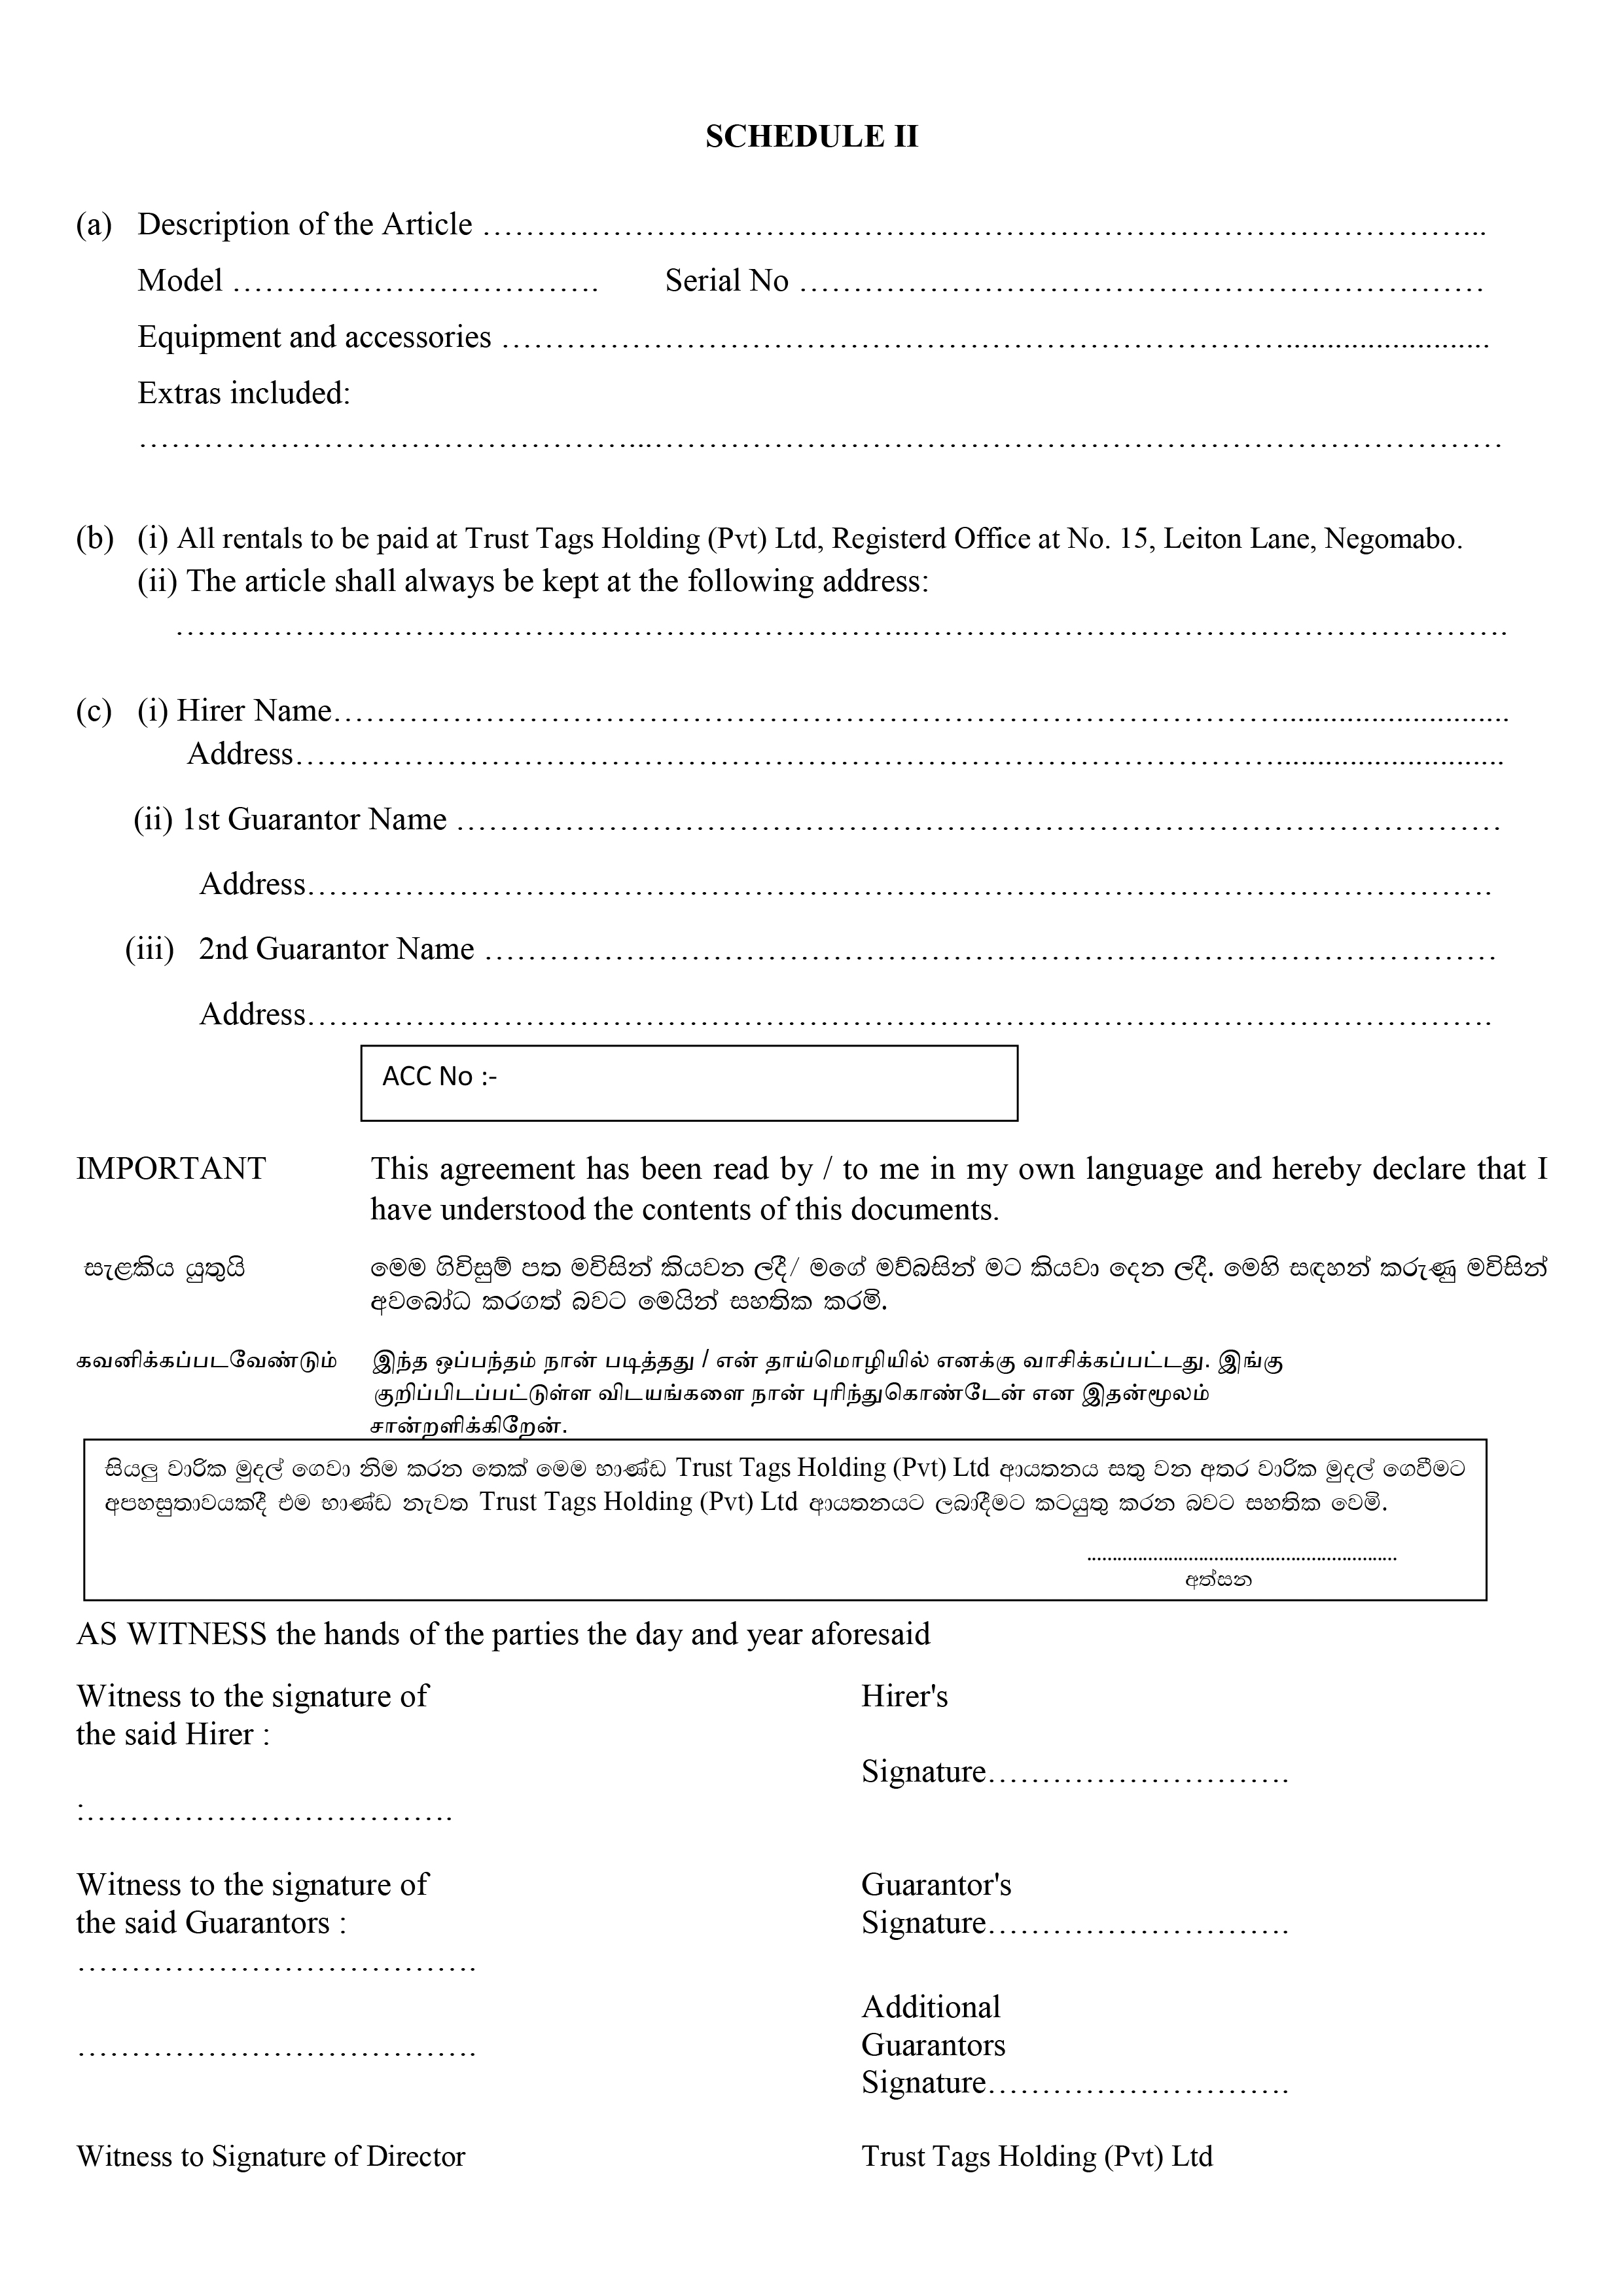 SCHEDULE II
(a) Description of the Article ……………………………………………………………………………………...
Model ……………………………. Serial No ………………………………………………………
Equipment and accessories ……………………………………………………………….........................
Extras included:
………………………………………...……………………………………………………………………
(b) (i) All rentals to be paid at Trust Tags Holding (Pvt) Ltd, Registerd Office at No. 15, Leiton Lane, Negomabo.
(ii) The article shall always be kept at the following address:
…………………………………………………………...……………………………………………….
(c) (i) Hirer Name……………………………………………………………………………...........................
Address………………………………………………………………………………...........................
(ii) 1st Guarantor Name ……………………………………………………………………………………
Address……………………………………………………………………………………………….
(iii) 2nd Guarantor Name …………………………………………………………………………………
Address……………………………………………………………………………………………….
ACC No :-
IMPORTANT This agreement has been read by / to me in my own language and hereby declare that I
have understood the contents of this documents.
සැළකිය යුතුයි මෙම ගිවිසුම් පත මවිසින් කියවන ලදී/ මගේ මව්බසින් මට කියවා දෙන ලදී. මෙහි සඳහන් කරුණු මවිසින්
අවබෝධ කරගත් බවට මෙයින් සහතික කරමි.
கவனிக்கப்படவேண்டும் இந்த ஒப்பந்தம் நான் படித்தது / என் தாய்மொழியில் எனக்கு வாசிக்கப்பட்டது. இங்கு
குறிப்பிடப்பட்டுள்ள விடயங்களை நான் புரிந்துகொண்டேன் என இதன்மூலம்
சான்றளிக்கிறேன்.
සියලු වාරික මුදල් ගෙවා නිම කරන තෙක් මෙම භාණ්ඩ Trust Tags Holding (Pvt) Ltd ආයතනය සතු වන අතර වාරික මුදල් ගෙවීමට
අපහසුතාවයකදී එම භාණ්ඩ නැවත Trust Tags Holding (Pvt) Ltd ආයතනයට ලබාදීමට කටයුතු කරන බවට සහතික වෙමි.
..............................................................
අත්සන
AS WITNESS the hands of the parties the day and year aforesaid
Witness to the signature of Hirer's
the said Hirer :
Signature……………………….
:…………………………….
Witness to the signature of Guarantor's
the said Guarantors : Signature……………………….
……………………………….
Additional
………………………………. Guarantors
Signature……………………….
Witness to Signature of Director Trust Tags Holding (Pvt) Ltd